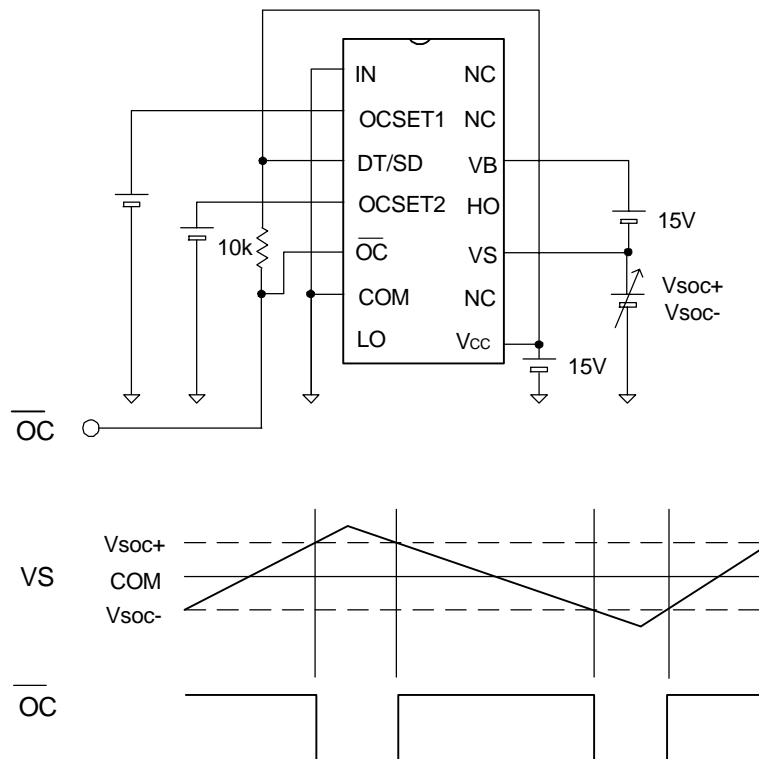 IN NC
OCSET1 NC
DT/SD VB
OCSET2 HO
15V
10k
OC VS
Vsoc+
COM NC
Vsoc-
LO Vcc
15V
OC
Vsoc+
VS
COM
Vsoc-
OC